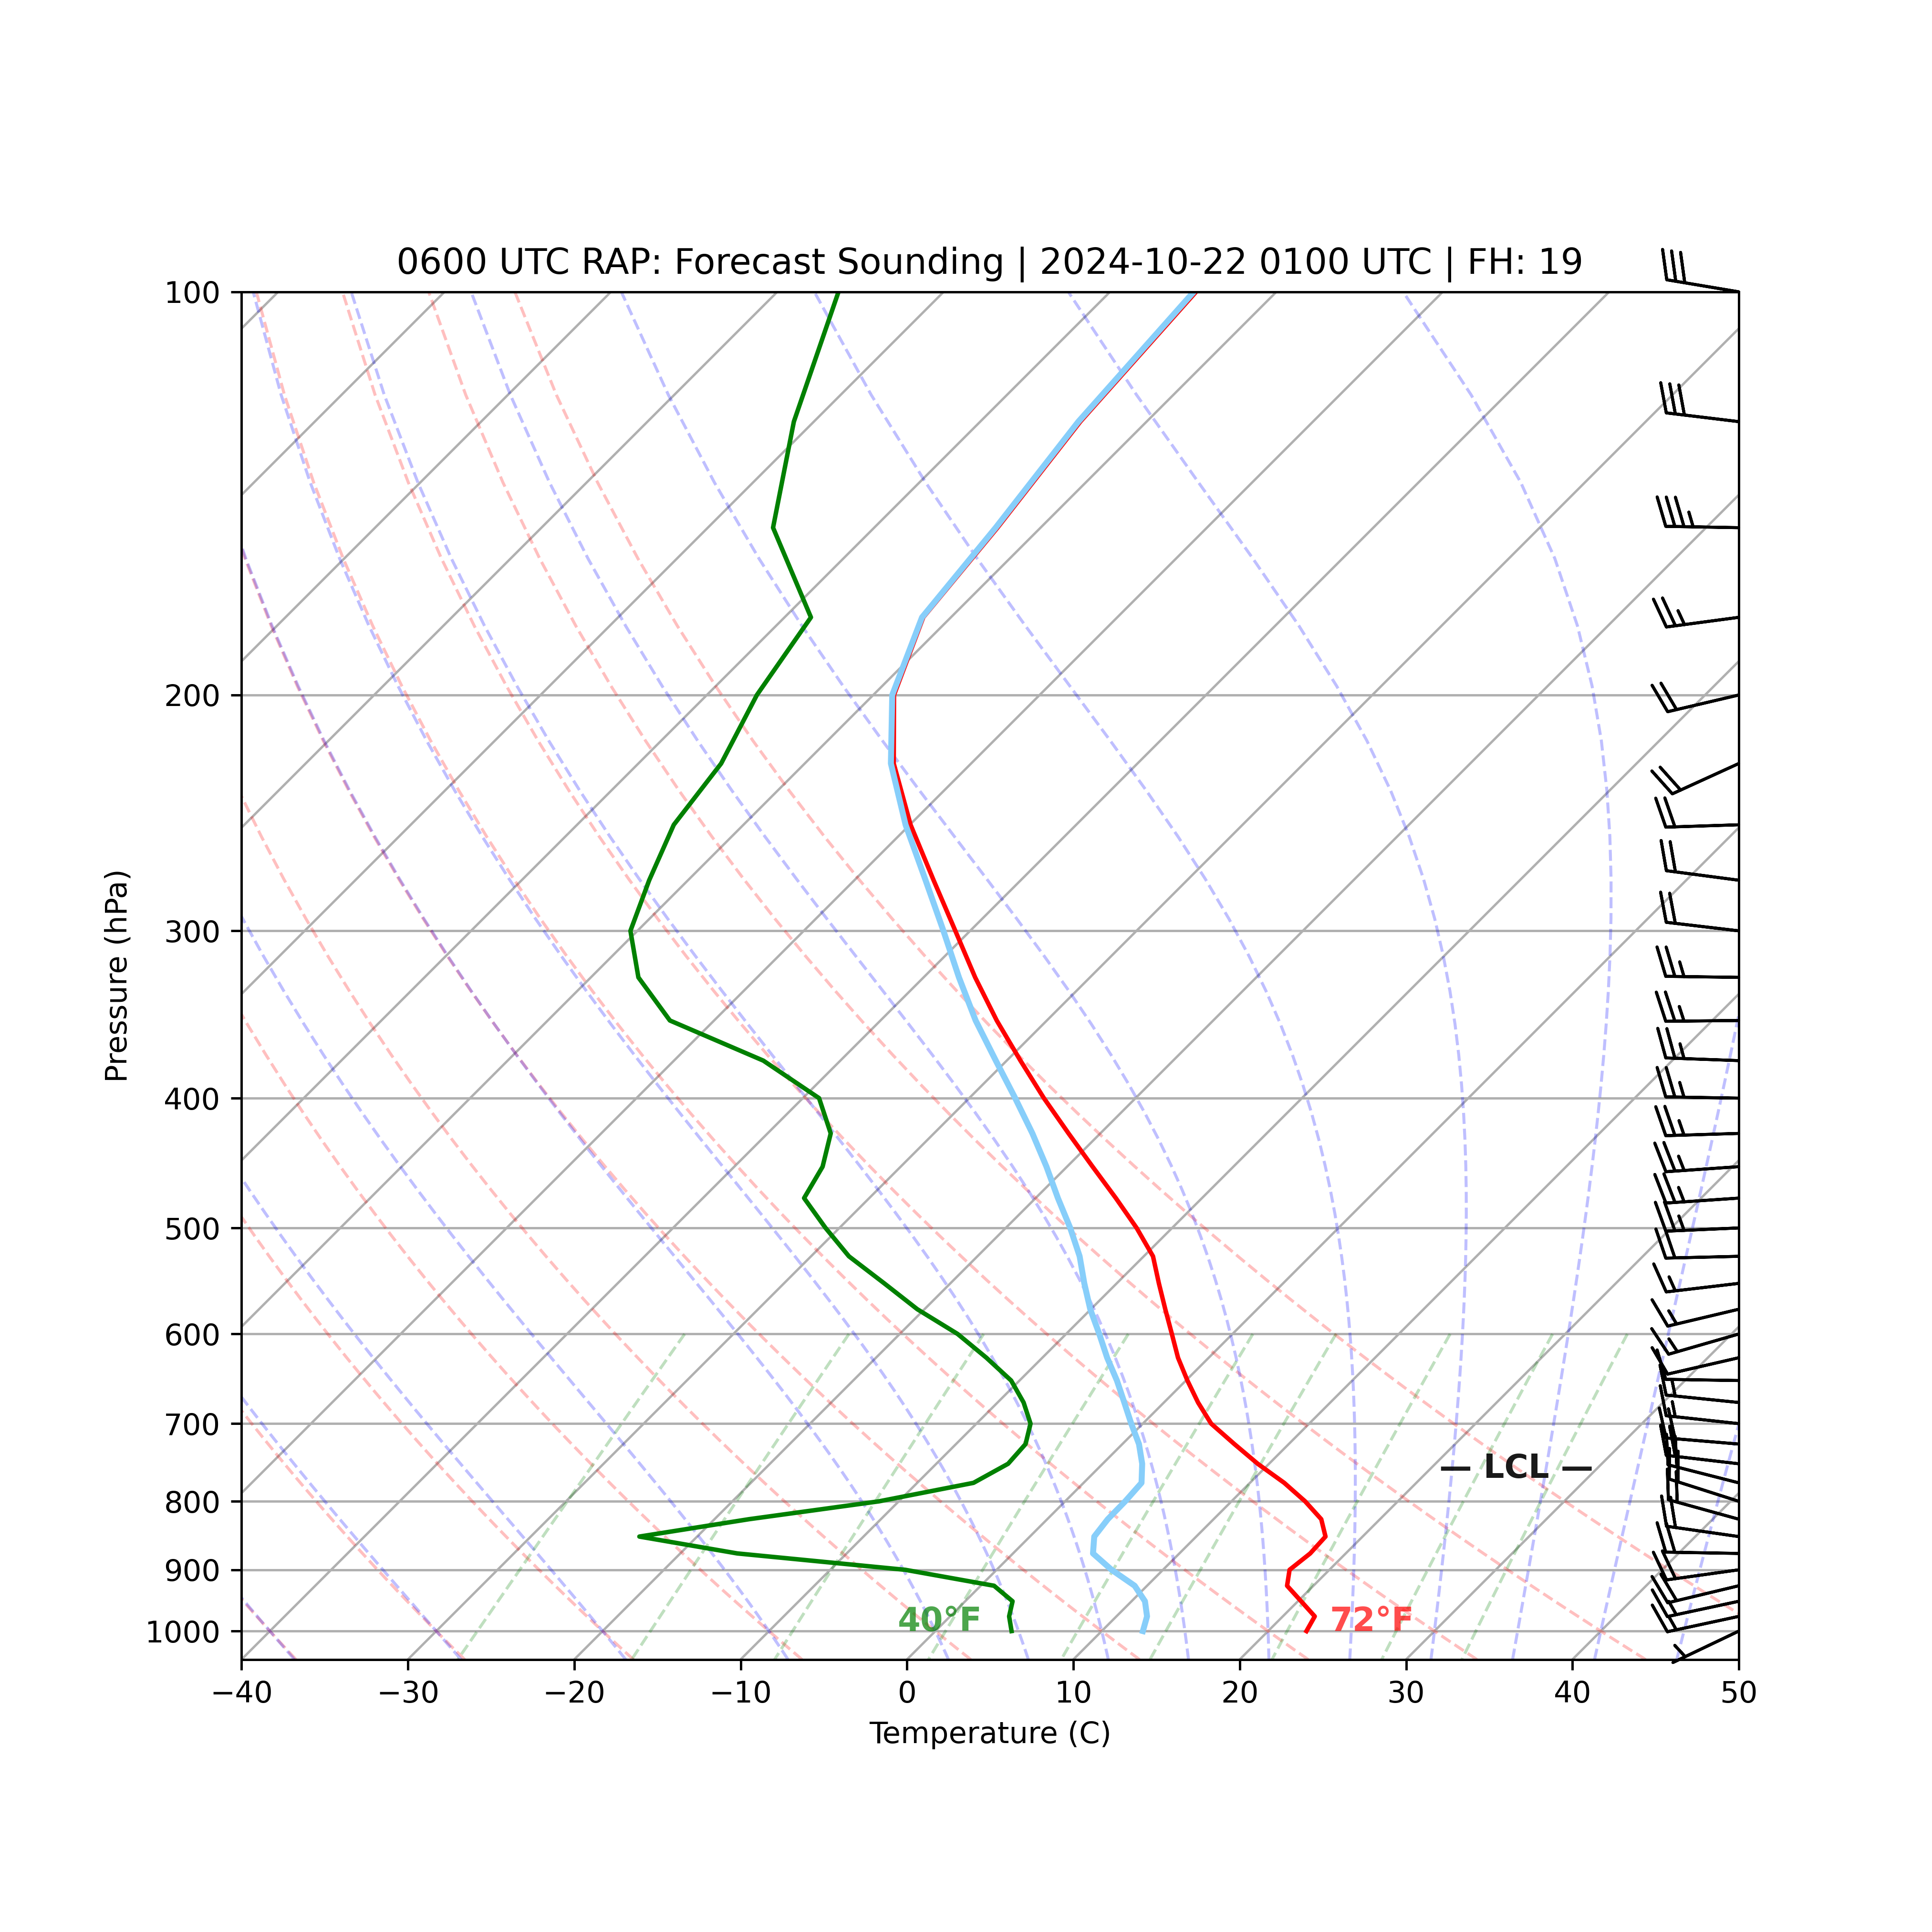 0600 UTC RAP: Forecast Sounding | 2024-10-22 0100 UTC | FH: 19
100
200
300
400
500
600
700
800
900
1000
Pressure (hPa)
— LCL —
40°F
72°F
−40 −30 −20 −10 0 10 20 30 40 50
Temperature (C)